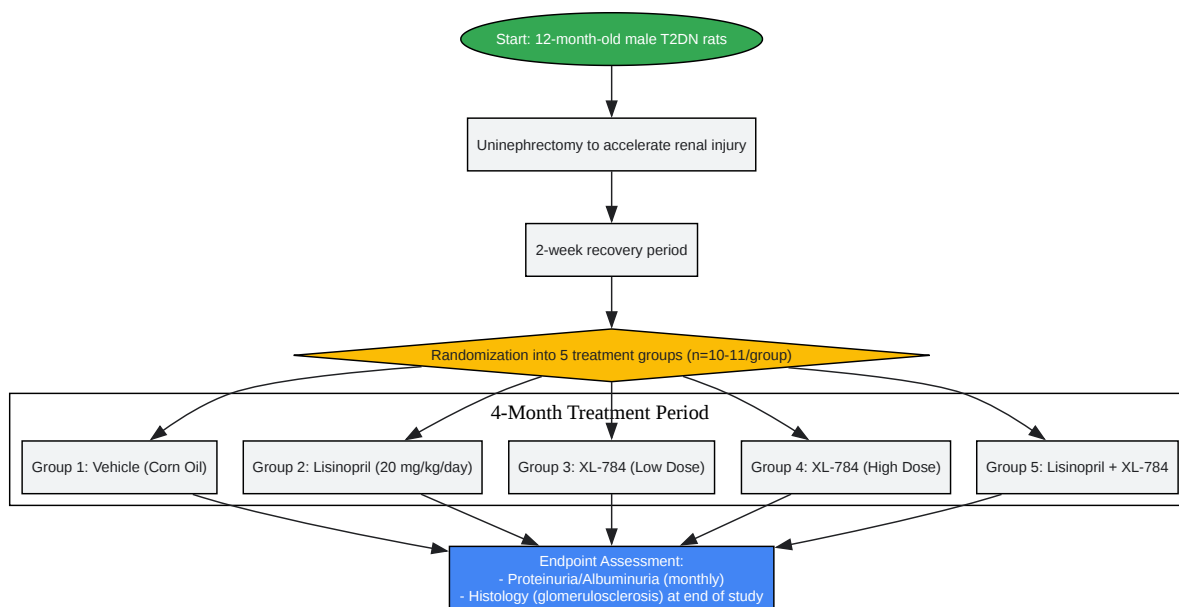 Start: 12-month-old male T2DN rats
Uninephrectomy to accelerate renal injury
2-week recovery period
Randomization into 5 treatment groups (n=10-11/group)
4-Month Treatment Period
Group 1: Vehicle (Corn Oil)
Group 2: Lisinopril (20 mg/kg/day)
Group 3: XL-784 (Low Dose)
Group 4: XL-784 (High Dose)
Group 5: Lisinopril + XL-784
Endpoint Assessment:
- Proteinuria/Albuminuria (monthly)
- Histology (glomerulosclerosis) at end of study